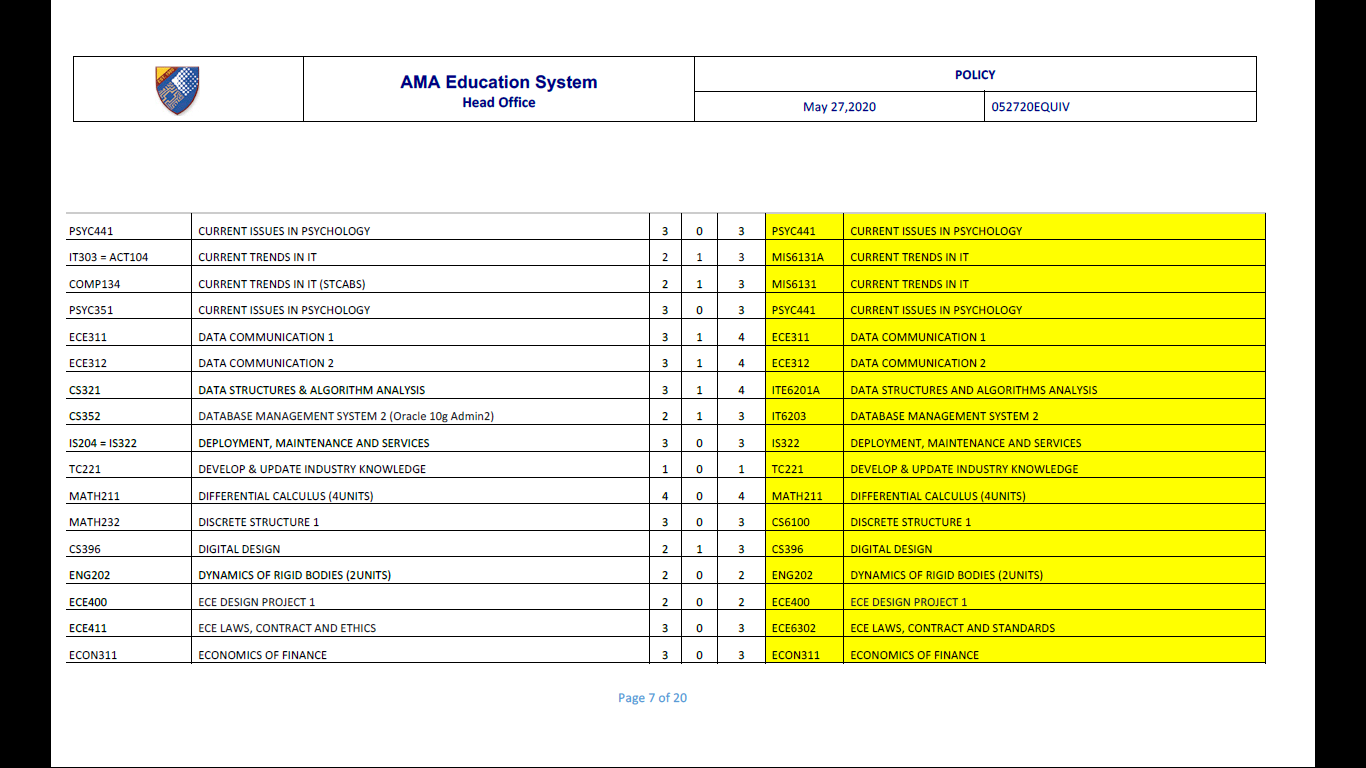 AMA Education System
Head Office
POLICY
May 27,2020
052720EQUIV
PSYC441 CURRENT ISSUES IN PSYCHOLOGY 3 0 3 PSYC441 CURRENT ISSUES IN PSYCHOLOGY
IT303 = ACT104 CURRENT TRENDS IN IT 2 1 3 MIS6131A CURRENT TRENDS IN IT
COMP134 CURRENT TRENDS IN IT (STCABS) 2 1 3 MIS6131 CURRENT TRENDS IN IT
PSYC351 CURRENT ISSUES IN PSYCHOLOGY 3 0 3 PSYC441 CURRENT ISSUES IN PSYCHOLOGY
ECE311 DATA COMMUNICATION 1 3 1 4 ECE311 DATA COMMUNICATION 1
ECE312 DATA COMMUNICATION 2 3 1 4 ECE312 DATA COMMUNICATION 2
CS321 DATA STRUCTURES & ALGORITHM ANALYSIS 3 1 4 ITE6201A DATA STRUCTURES AND ALGORITHMS ANALYSIS
CS352 DATABASE MANAGEMENT SYSTEM 2 (Oracle 10g Admin2) 2 1 3 IT6203 DATABASE MANAGEMENT SYSTEM 2
IS204 = IS322 DEPLOYMENT, MAINTENANCE AND SERVICES 3 0 3 IS322 DEPLOYMENT, MAINTENANCE AND SERVICES
TC221 DEVELOP & UPDATE INDUSTRY KNOWLEDGE 1 0 1 TC221 DEVELOP & UPDATE INDUSTRY KNOWLEDGE
MATH211 DIFFERENTIAL CALCULUS (4UNITS) 4 0 4 MATH211 DIFFERENTIAL CALCULUS (4UNITS)
MATH232 DISCRETE STRUCTURE 1 3 0 3 CS6100 DISCRETE STRUCTURE 1
CS396 DIGITAL DESIGN 2 1 3 CS396 DIGITAL DESIGN
ENG202 DYNAMICS OF RIGID BODIES (2UNITS) 2 0 2 ENG202 DYNAMICS OF RIGID BODIES (2UNITS)
ECE400 ECE DESIGN PROJECT 1 2 0 2 ECE400 ECE DESIGN PROJECT 1
ECE411 ECE LAWS, CONTRACT AND ETHICS 3 0 3 ECE6302 ECE LAWS, CONTRACT AND STANDARDS
ECON311 ECONOMICS OF FINANCE 3 0 3 ECON311 ECONOMICS OF FINANCE
Page 7 of 20